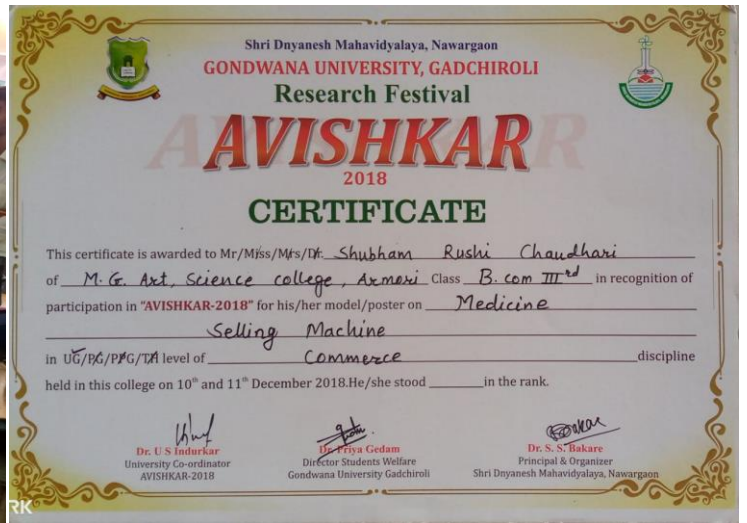 Shri Dnyanesh Mahavidyalaya, Nawargaon
GONDWANA UNIVERSITY, GADCHIROLI
Research Festival
AVISHKAR
2018
CERTIFICATE
This certificate is awarded to Mr/Miss/Mrs/Dr. Shubham Rushi Chaudhari
of M. G. Art, Science college, Armori Class B. com IIIrd in recognition of
participation in "AVISHKAR-2018" for his/her model/poster on Medicine
Selling Machine
in UG/PG/PPG/TA level of Commerce discipline
held in this college on 10th and 11th December 2018.He/she stood ______in the rank.
Dr. U S Indurkar Dr. Priya Gedam Dr. S. S. Bakare
University Co-ordinator Director Students Welfare Principal & Organizer
AVISHKAR-2018 Gondwana University Gadchiroli Shri Dnyanesh Mahavidyalaya, Nawargaon
RK